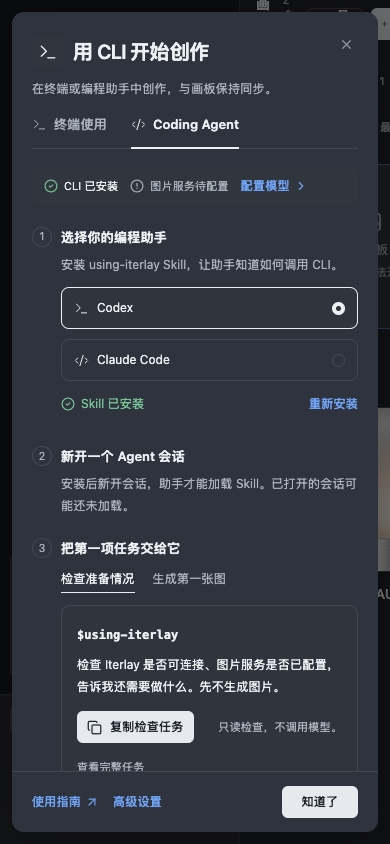 用 CLI 开始创作
在终端或编程助手中创作，与画板保持同步。
终端使用
Coding Agent
CLI 已安装
图片服务待配置
配置模型
1
选择你的编程助手
安装 using-iterlay Skill，让助手知道如何调用 CLI。
Codex
Claude Code
Skill 已安装
重新安装
2
新开一个 Agent 会话
安装后新开会话，助手才能加载 Skill。已打开的会话可
能还未加载。
3
把第一项任务交给它
检查准备情况
生成第一张图
$using-iterlay
检查 Iterlay 是否可连接、图片服务是否已配置，
告诉我还需要做什么。先不生成图片。
复制检查任务
只读检查，不调用模型。
查看完整任务
使用指南
高级设置
知道了